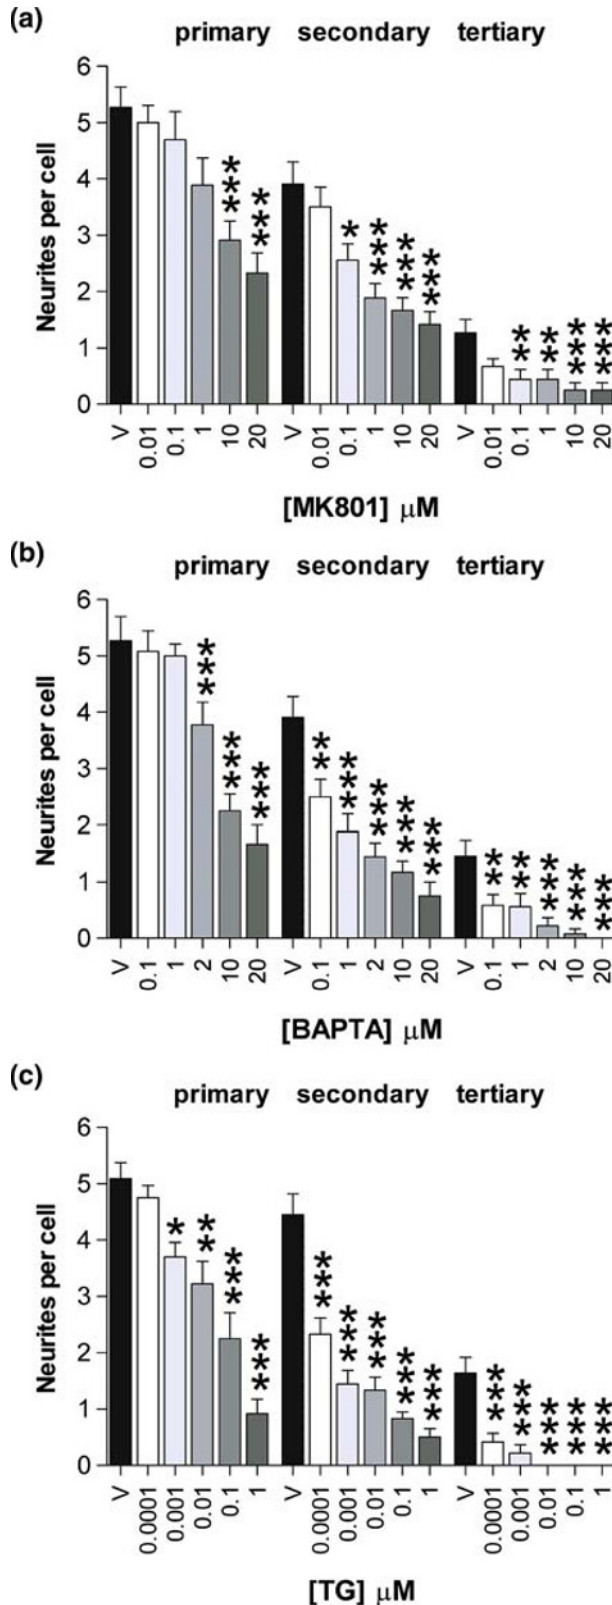 (a)
primary secondary tertiary
Neurites per cell
6
5
4
3
2
1
0
*** *** * *** *** *** ** ** *** ***
V 0.01 0.1 1 10 20 V 0.01 0.1 1 10 20 V 0.01 0.1 1 10 20
[MK801] µM
(b)
primary secondary tertiary
Neurites per cell
6
5
4
3
2
1
0
*** *** *** ** *** *** *** *** ** ** *** *** ***
V 0.1 1 2 10 20 V 0.1 1 2 10 20 V 0.1 1 2 10 20
[BAPTA] µM
(c)
primary secondary tertiary
Neurites per cell
6
5
4
3
2
1
0
* ** *** *** *** *** *** *** *** *** *** *** *** ***
V 0.0001 0.001 0.01 0.1 1 V 0.0001 0.001 0.01 0.1 1 V 0.0001 0.001 0.01 0.1 1
[TG] µM